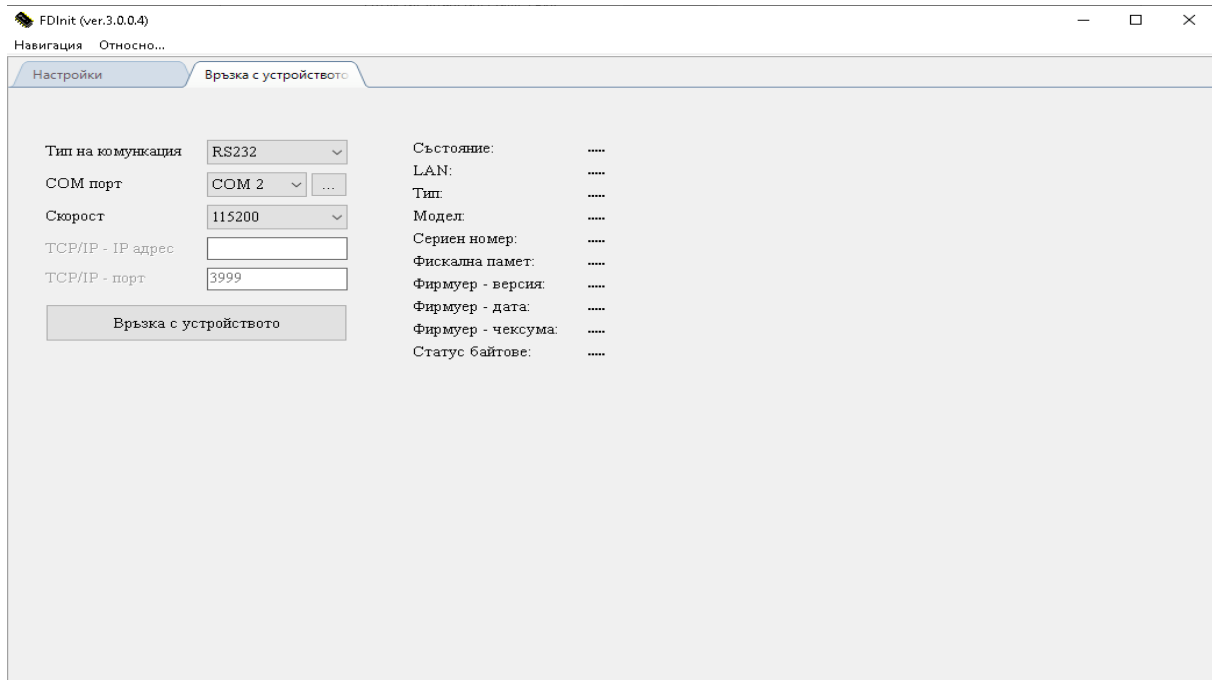 FDInit (ver.3.0.0.4)
Навигация Относно...
Настройки Връзка с устройството
Тип на комункация RS232
COM порт COM 2 ...
Скорост 115200
TCP/IP - IP адрес
TCP/IP - порт 3999
Връзка с устройството
Състояние: .....
LAN: .....
Тип: .....
Модел: .....
Сериен номер: .....
Фискална памет: .....
Фирмуер - версия: .....
Фирмуер - дата: .....
Фирмуер - чексума: .....
Статус байтове: .....